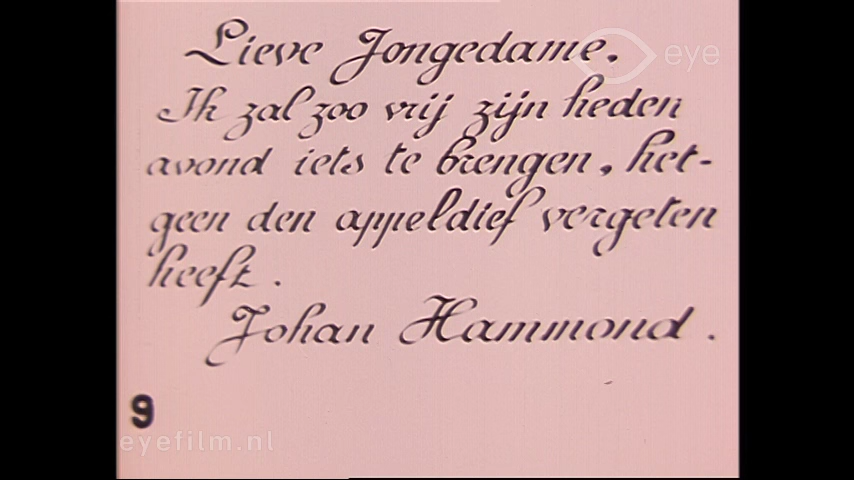 Lieve Jongedame.
eye
Ik zal zoo vrij zijn heden
avond iets te brengen, het-
geen den appeldief vergeten
heeft.
Johan Hammond.
9
eyefilm.nl